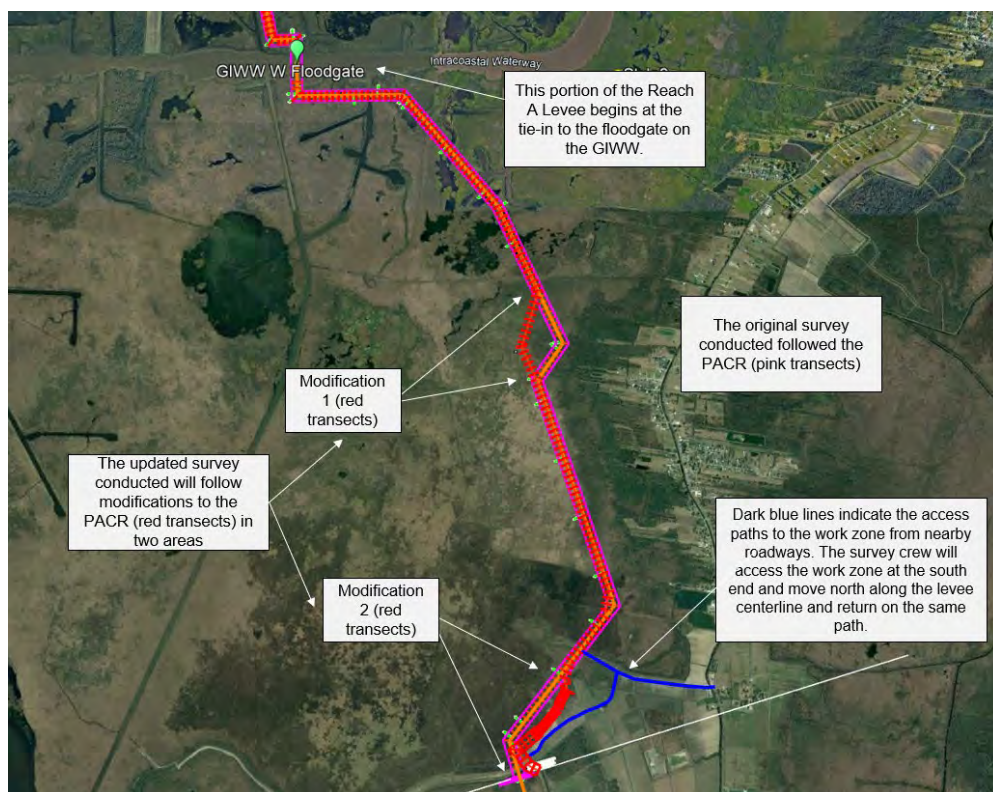 Intracoastal Waterway
GIWW W Floodgate
This portion of the Reach
A Levee begins at the
tie-in to the floodgate on
the GIWW.
The original survey
conducted followed the
PACR (pink transects)
Modification
1 (red
transects)
The updated survey
conducted will follow
modifications to the
PACR (red transects) in
two areas
Dark blue lines indicate the access
paths to the work zone from nearby
roadways. The survey crew will
access the work zone at the south
end and move north along the levee
centerline and return on the same
path.
Modification
2 (red
transects)